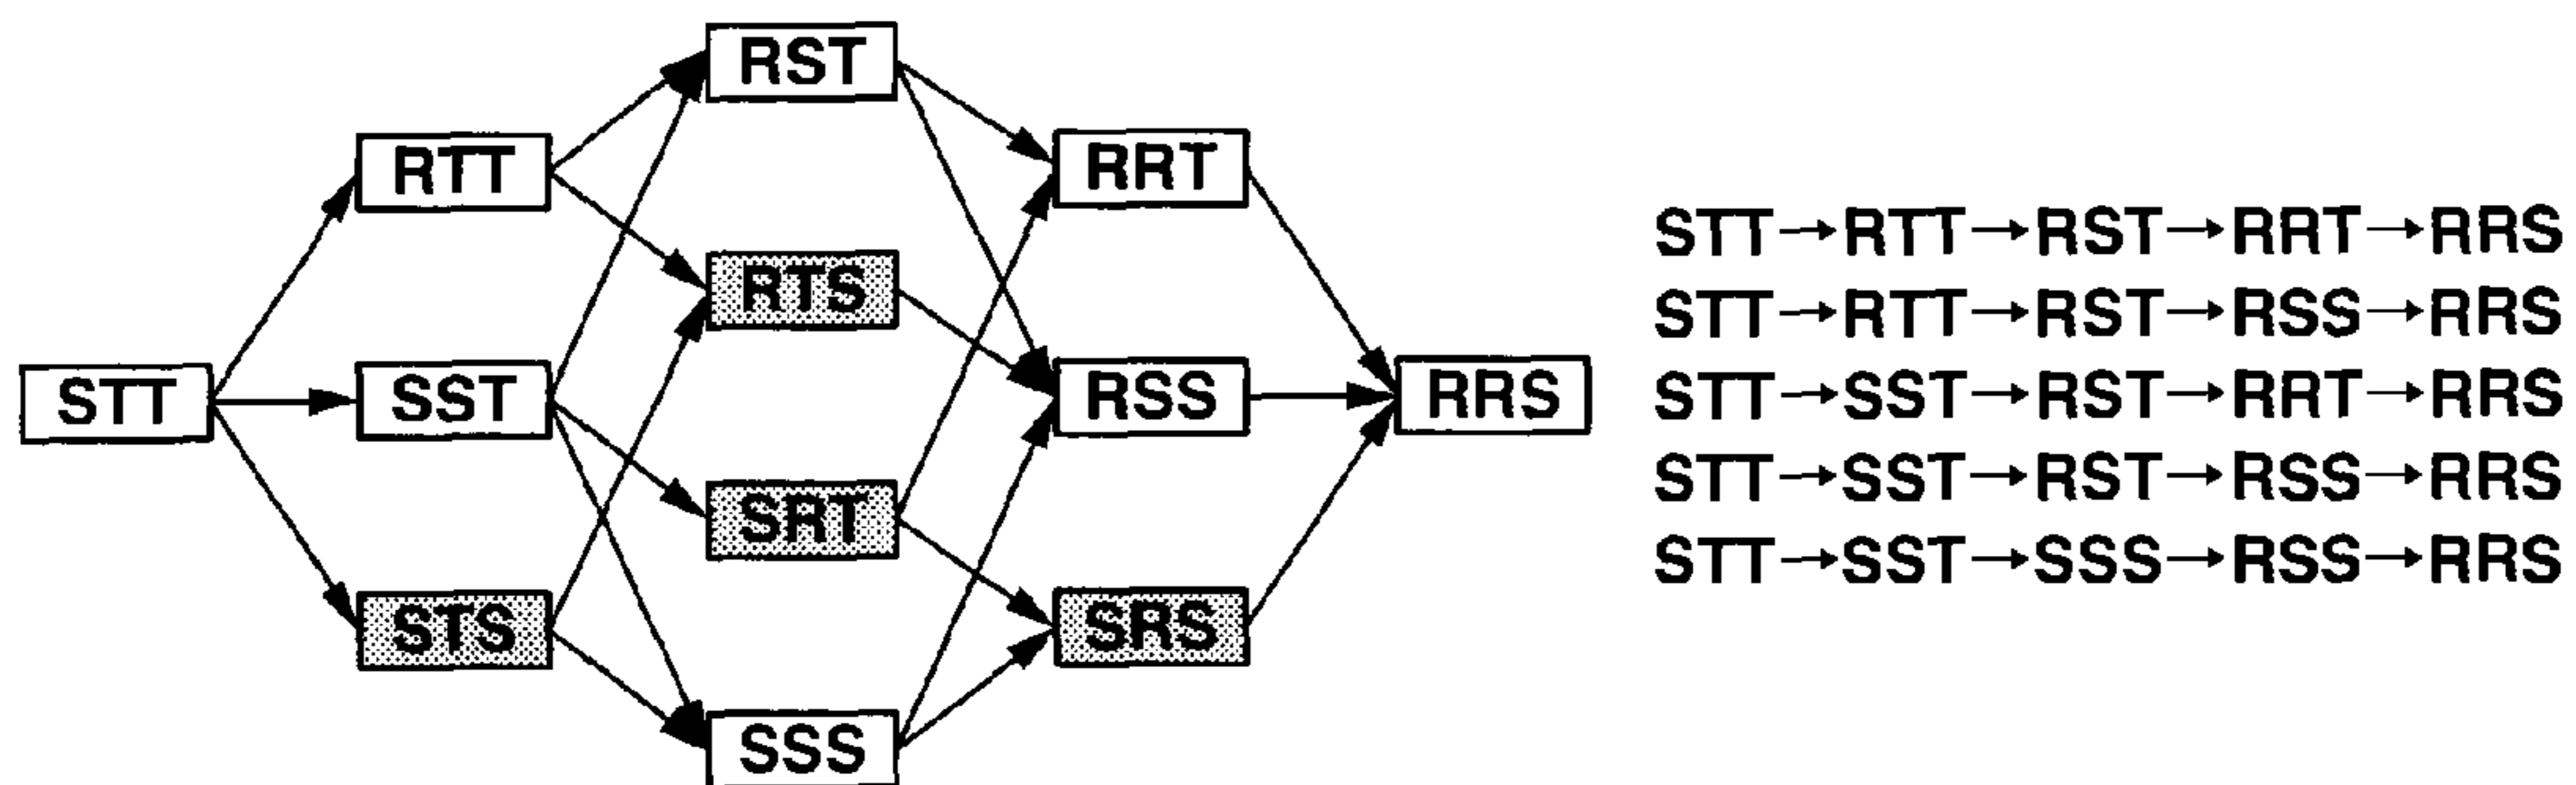 RST
RTT
RRT
RTS
STT
SST
RSS
RRS
SRT
STS
SRS
SSS
STT→RTT→RST→RRT→RRS
STT→RTT→RST→RSS→RRS
STT→SST→RST→RRT→RRS
STT→SST→RST→RSS→RRS
STT→SST→SSS→RSS→RRS